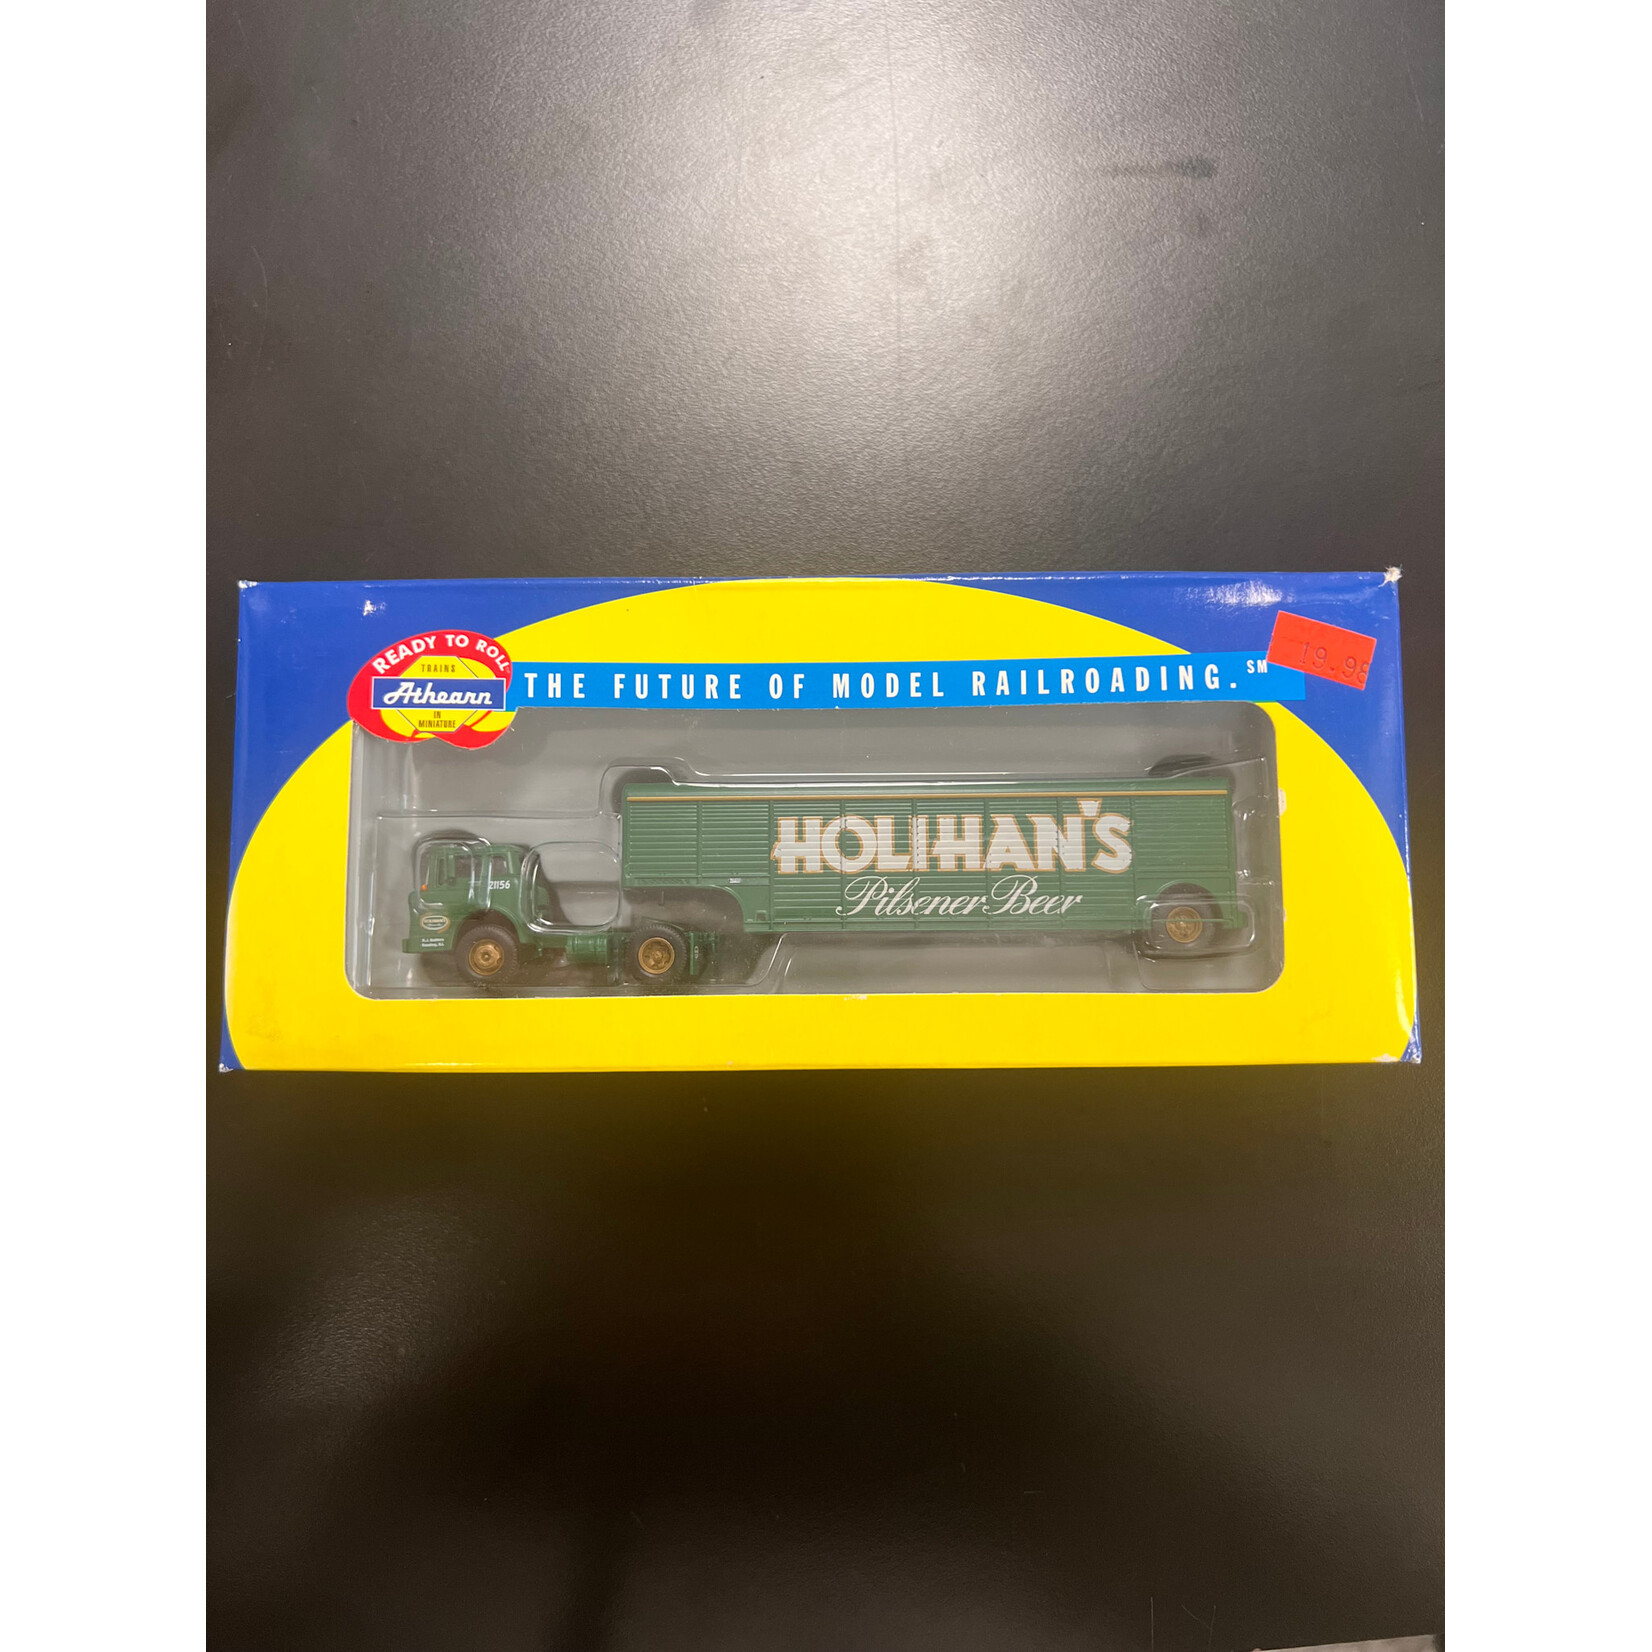 READY TO ROLL
TRAINS
Athearn
IN
MINIATURE
THE FUTURE OF MODEL RAILROADING.SM
19.98
HOLIHAN'S
Pilsener Beer
21156